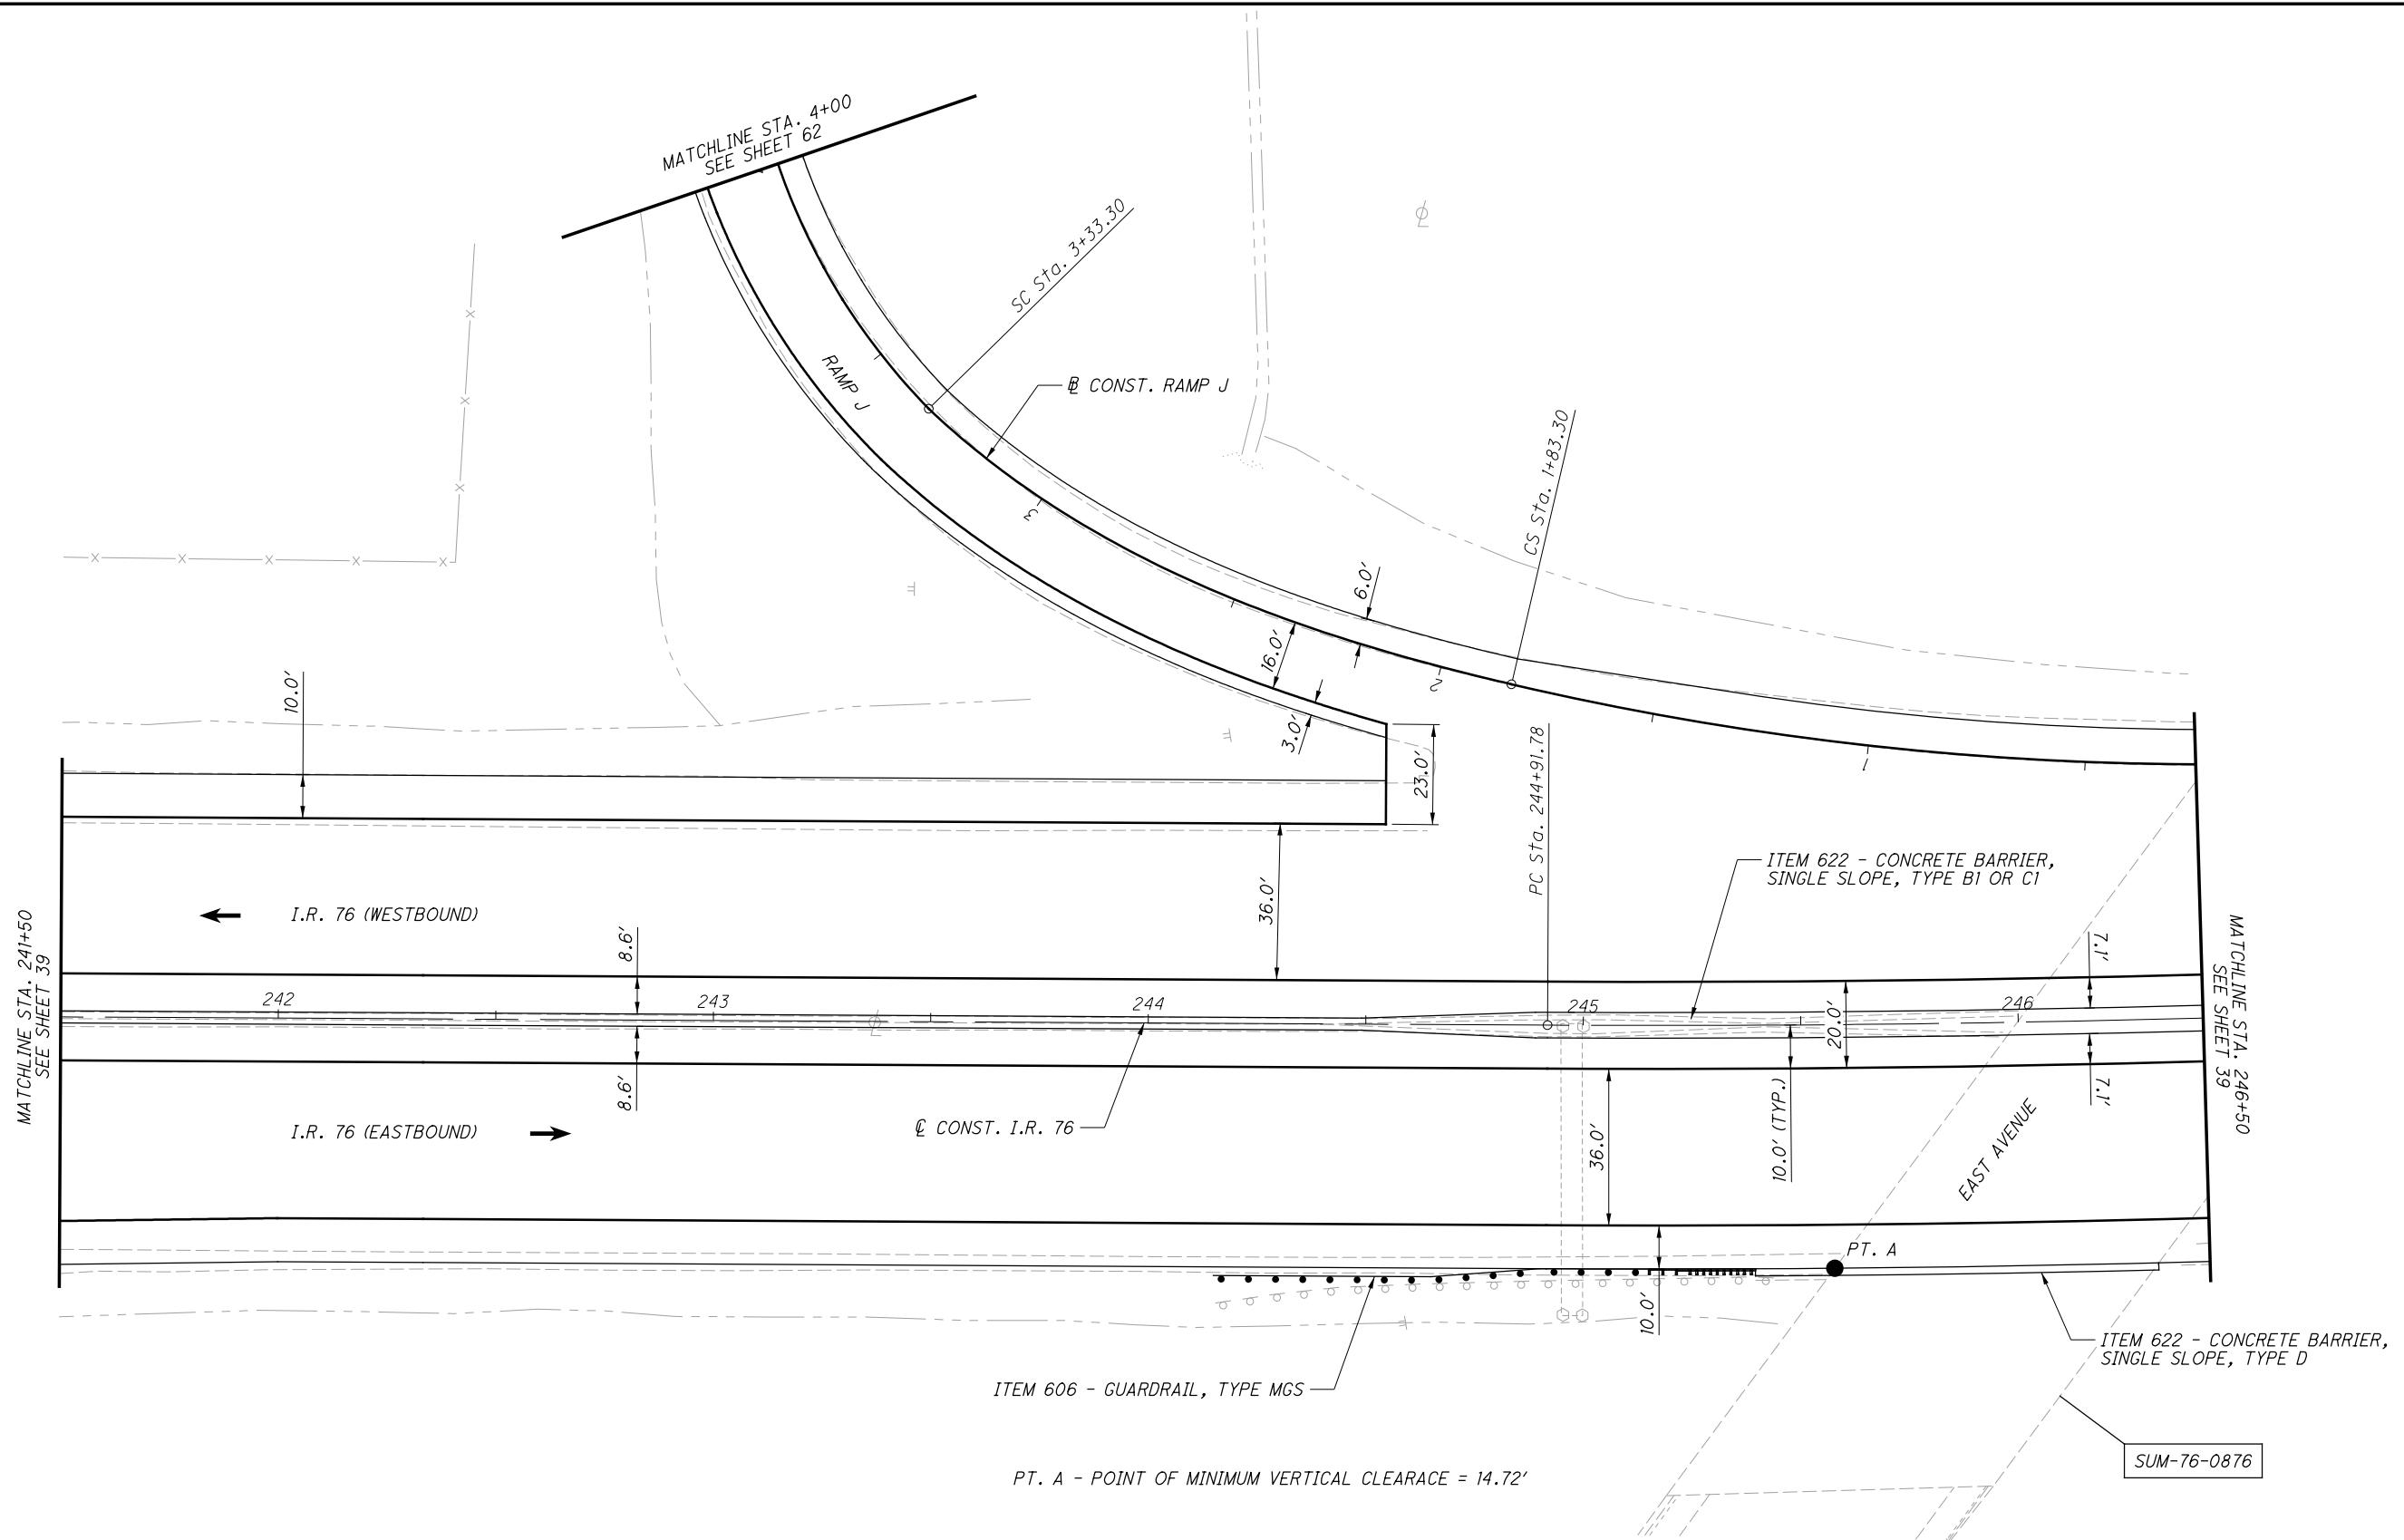 MATCHLINE STA. 4+00
SEE SHEET 62
SC Sta. 3+33.30
RAMP J
BL CONST. RAMP J
CS Sta. 1+83.30
3
6.0'
16.0'
2
3.0'
10.0'
23.0'
PC Sta. 244+91.78
1
ITEM 622 - CONCRETE BARRIER,
SINGLE SLOPE, TYPE B1 OR C1
36.0'
I.R. 76 (WESTBOUND)
MATCHLINE STA. 241+50
SEE SHEET 39
8.6'
7.1'
MATCHLINE STA. 246+50
SEE SHEET 39
242
243
244
245
246
20.0'
8.6'
7.1'
I.R. 76 (EASTBOUND)
CL CONST. I.R. 76
36.0'
10.0' (TYP.)
EAST AVENUE
PT. A
10.0'
ITEM 622 - CONCRETE BARRIER,
SINGLE SLOPE, TYPE D
ITEM 606 - GUARDRAIL, TYPE MGS
SUM-76-0876
PT. A - POINT OF MINIMUM VERTICAL CLEARACE = 14.72'